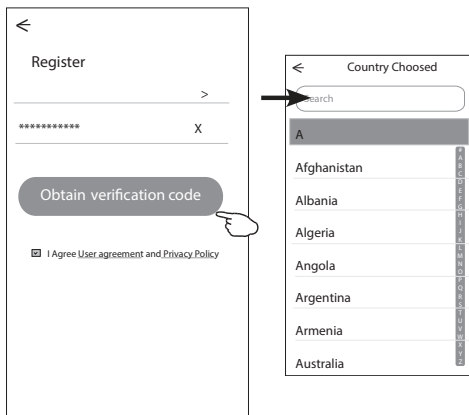 Register
>
*********** X
Obtain verification code
I Agree User agreement and Privacy Policy
Country Choosed
Search
A
Afghanistan
Albania
Algeria
Angola
Argentina
Armenia
Australia
#
A
B
C
D
E
F
G
H
I
J
K
L
M
N
O
P
Q
R
S
T
U
V
W
X
Y
Z